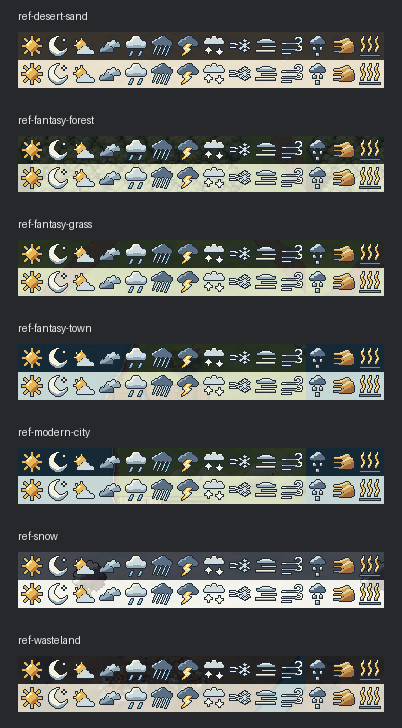 ref-desert-sand
ref-fantasy-forest
ref-fantasy-grass
ref-fantasy-town
ref-modern-city
ref-snow
ref-wasteland